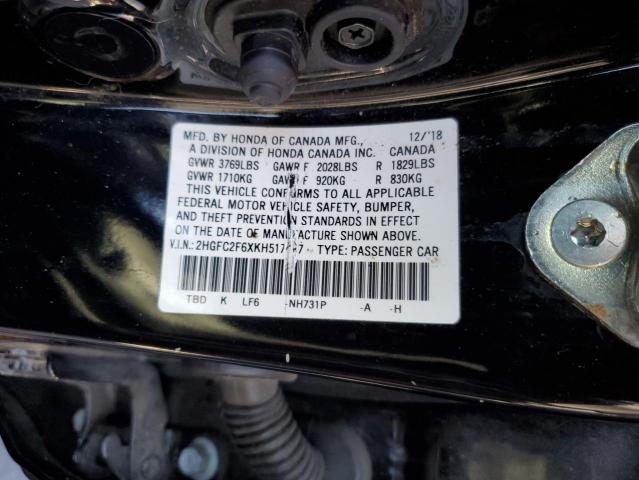 MFD. BY HONDA OF CANADA MFG., 12/'18
A DIVISION OF HONDA CANADA INC. CANADA
GVWR 3769LBS GAWR F 2028LBS R 1829LBS
GVWR 1710KG GAWR F 920KG R 830KG
THIS VEHICLE CONFORMS TO ALL APPLICABLE
FEDERAL MOTOR VEHICLE SAFETY, BUMPER,
AND THEFT PREVENTION STANDARDS IN EFFECT
ON THE DATE OF MANUFACTURE SHOWN ABOVE.
V.I.N.: TYPE: PASSENGER CAR
TBD K LF6 -NH731P -A -H